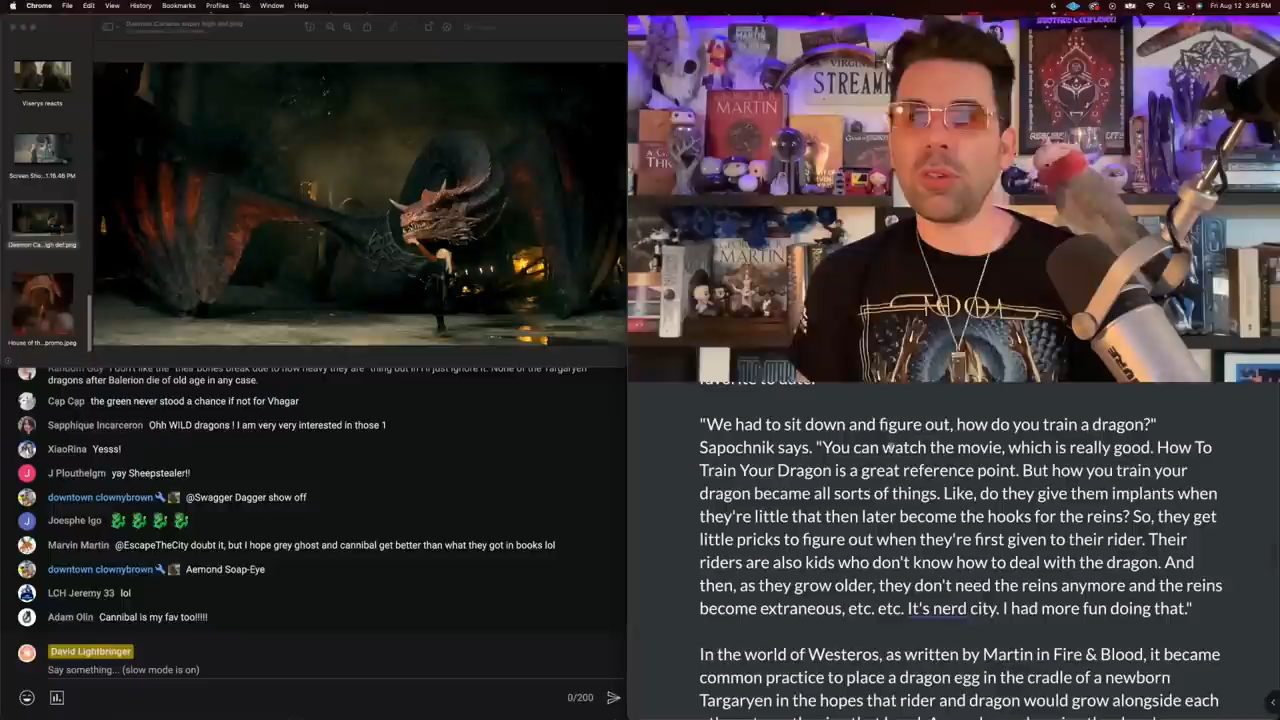 Chrome File Edit View History Bookmarks Profiles Tab Window Help
Fri Aug 12 3:45 PM
Viserys reacts
Screen Sho...1.16.46 PM
Daemon Ca...igh def.png
House of th...promo.jpeg
STREAM
MARTIN
MARTIN
TOOL
dragons after Balerion die of old age in any case.
Cap Cap the green never stood a chance if not for Vhagar
Sapphique Incarceron Ohh WILD dragons ! I am very very interested in those 1
XiaoRina Yesss!
J Plouthelgm yay Sheepstealer!!
downtown clownybrown @Swagger Dagger show off
Joesphe Igo
Marvin Martin @EscapeTheCity doubt it, but I hope grey ghost and cannibal get better than what they got in books lol
downtown clownybrown Aemond Soap-Eye
LCH Jeremy 33 lol
Adam Olin Cannibal is my fav too!!!!!
David Lightbringer
Say something... (slow mode is on)
0/200
favorite to date.
"We had to sit down and figure out, how do you train a dragon?"
Sapochnik says. "You can watch the movie, which is really good. How To
Train Your Dragon is a great reference point. But how you train your
dragon became all sorts of things. Like, do they give them implants when
they're little that then later become the hooks for the reins? So, they get
little pricks to figure out when they're first given to their rider. Their
riders are also kids who don't know how to deal with the dragon. And
then, as they grow older, they don't need the reins anymore and the reins
become extraneous, etc. etc. It's nerd city. I had more fun doing that."
In the world of Westeros, as written by Martin in Fire & Blood, it became
common practice to place a dragon egg in the cradle of a newborn
Targaryen in the hopes that rider and dragon would grow alongside each